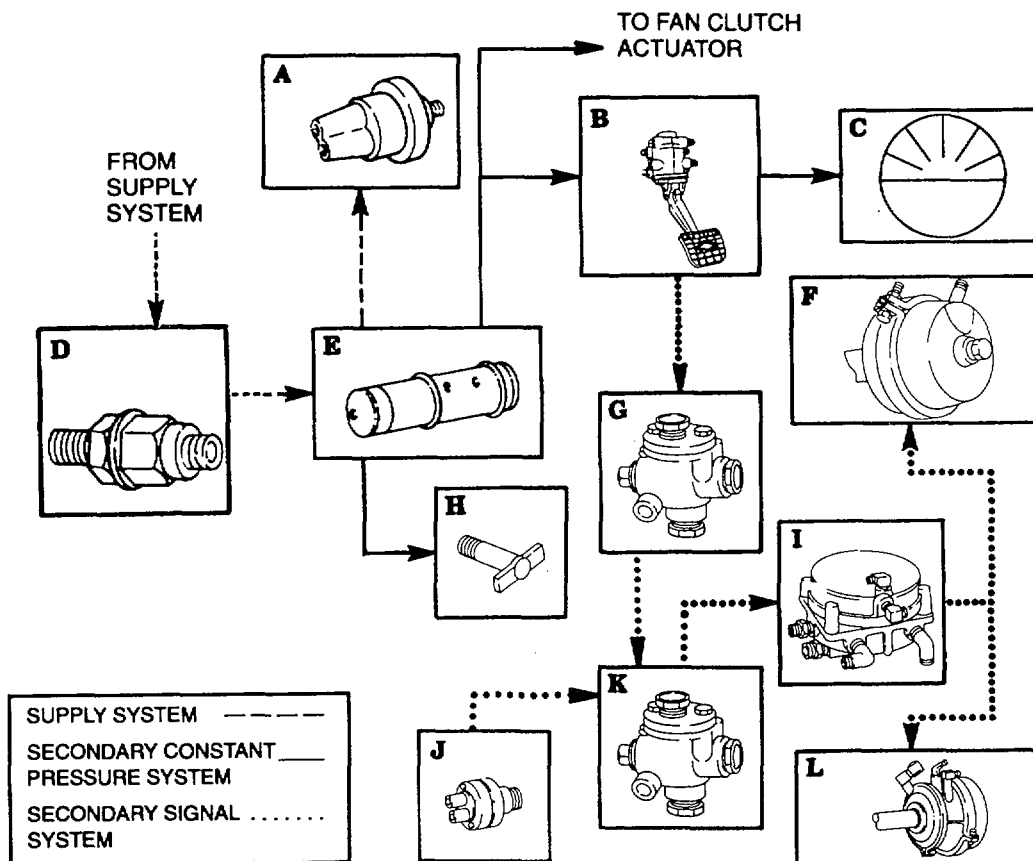 TO FAN CLUTCH
ACTUATOR
A
B
C
FROM
SUPPLY
SYSTEM
D
E
F
G
H
I
J
K
L
SUPPLY SYSTEM
SECONDARY CONSTANT
PRESSURE SYSTEM
SECONDARY SIGNAL
SYSTEM